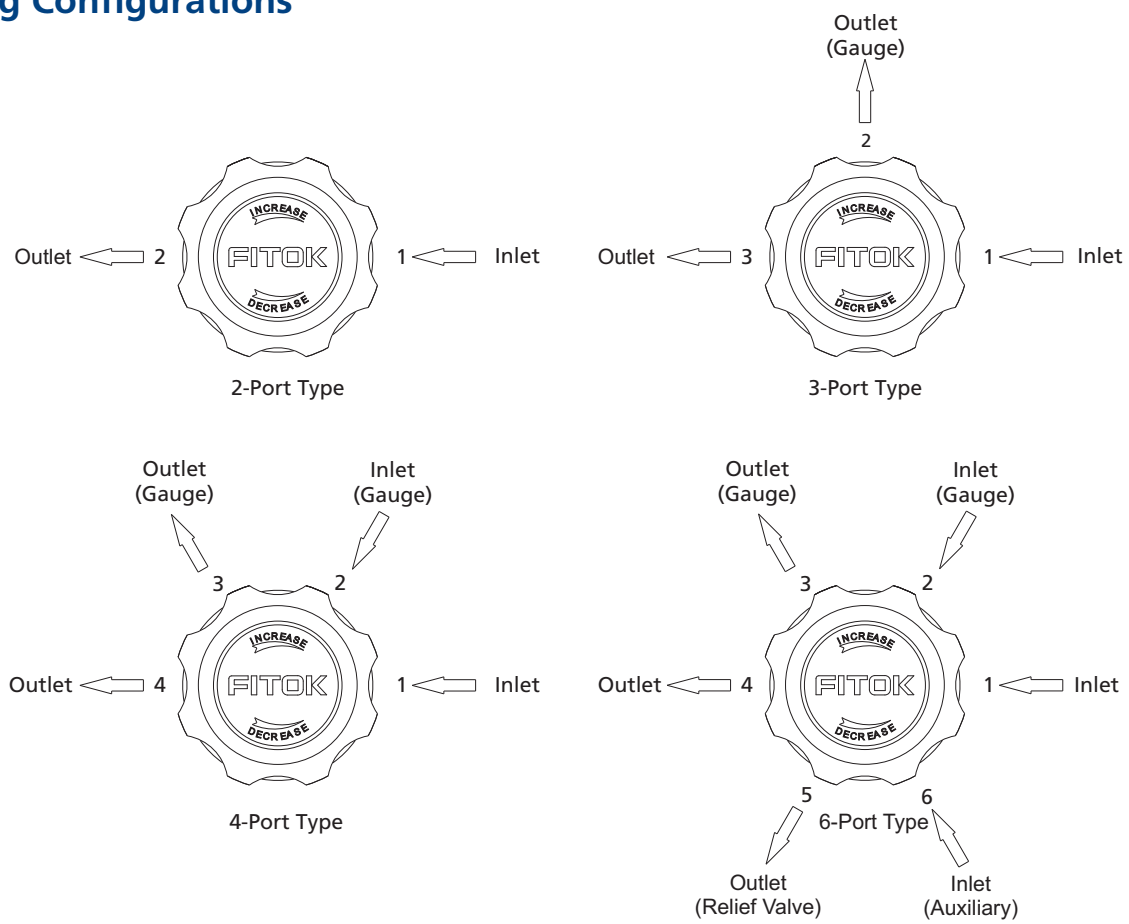 g Configurations
Outlet
(Gauge)
2
INCREASE
FITOK
DECREASE
Outlet
2
1
Inlet
2-Port Type
INCREASE
FITOK
DECREASE
Outlet
3
1
Inlet
3-Port Type
Outlet
(Gauge)
Inlet
(Gauge)
3
2
INCREASE
FITOK
DECREASE
Outlet
4
1
Inlet
4-Port Type
Outlet
(Gauge)
Inlet
(Gauge)
3
2
INCREASE
FITOK
DECREASE
Outlet
4
1
Inlet
5
6
6-Port Type
Outlet
(Relief Valve)
Inlet
(Auxiliary)